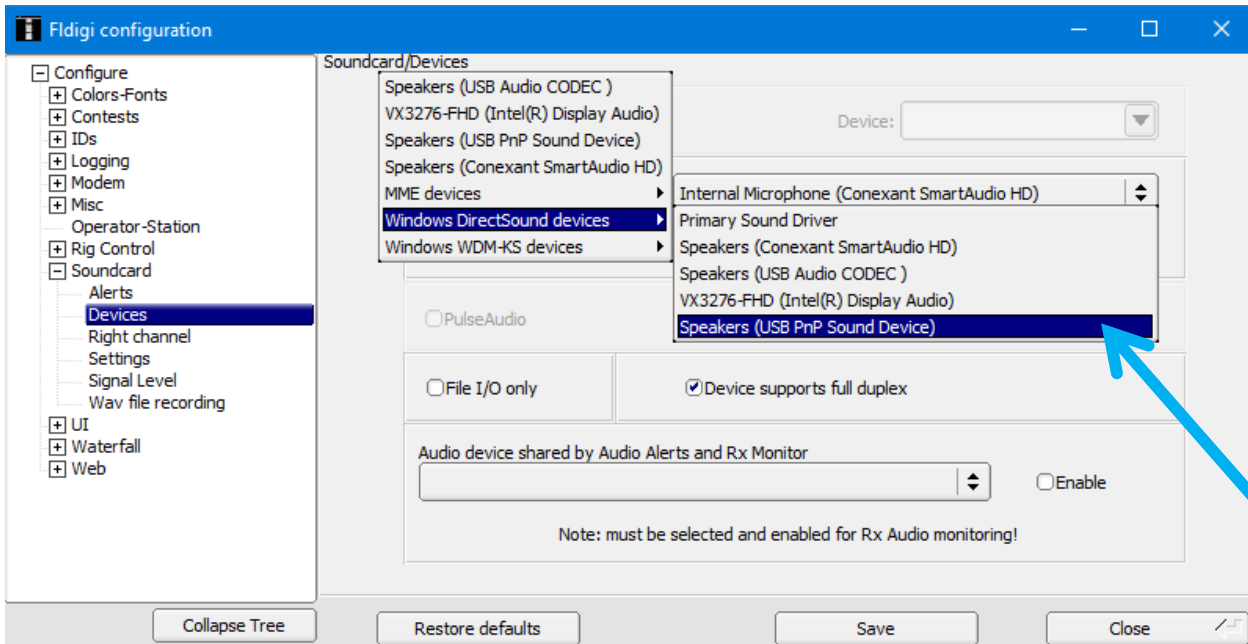 Fldigi configuration
Configure
Colors-Fonts
Contests
IDs
Logging
Modem
Misc
Operator-Station
Rig Control
Soundcard
Alerts
Devices
Right channel
Settings
Signal Level
Wav file recording
UI
Waterfall
Web
Collapse Tree
Soundcard/Devices
Speakers (USB Audio CODEC )
VX3276-FHD (Intel(R) Display Audio)
Speakers (USB PnP Sound Device)
Speakers (Conexant SmartAudio HD)
MME devices
Windows DirectSound devices
Windows WDM-KS devices
Device:
Internal Microphone (Conexant SmartAudio HD)
Primary Sound Driver
Speakers (Conexant SmartAudio HD)
Speakers (USB Audio CODEC )
VX3276-FHD (Intel(R) Display Audio)
Speakers (USB PnP Sound Device)
PulseAudio
File I/O only
Device supports full duplex
Audio device shared by Audio Alerts and Rx Monitor
Enable
Note: must be selected and enabled for Rx Audio monitoring!
Restore defaults
Save
Close